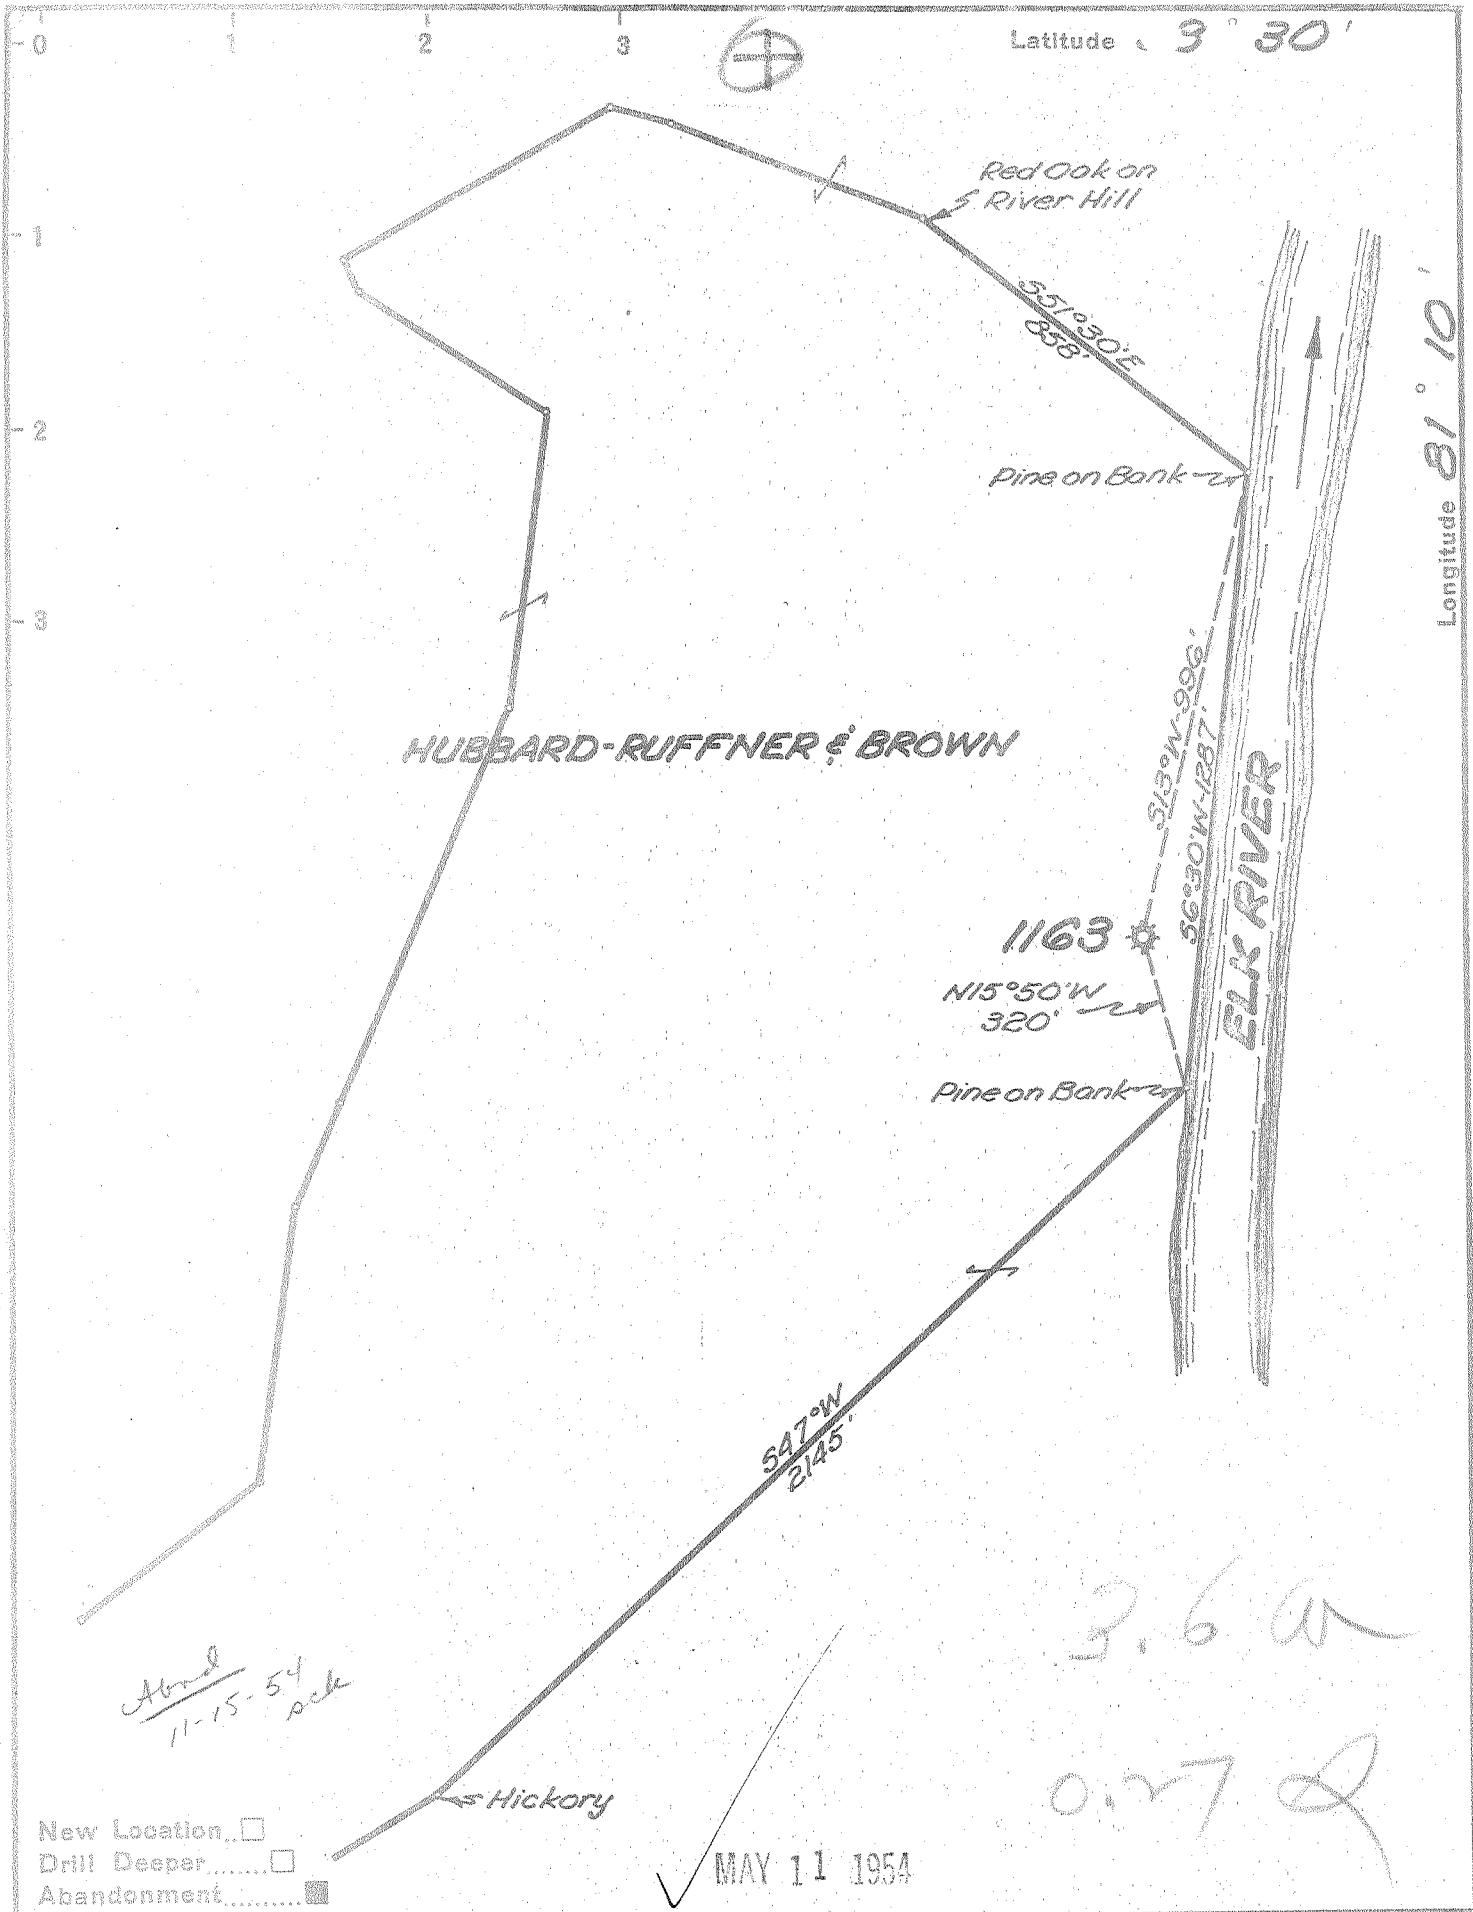 0 1 2 3
Latitude 3° 30'
Red Oak on
River Hill
1
2
3
Longitude 81° 10'
S51°30'E
858'
Pine on Bank
HUBBARD-RUFFNER & BROWN
S13°W-996'
S6°30'W-1287'
ELK RIVER
1163
N15°50'W
320'
Pine on Bank
S47°W
2145'
3.6
Abnd
11-15-54
0.27
Hickory
New Location..
Drill Deeper.......
Abandonment..........
MAY 11 1954